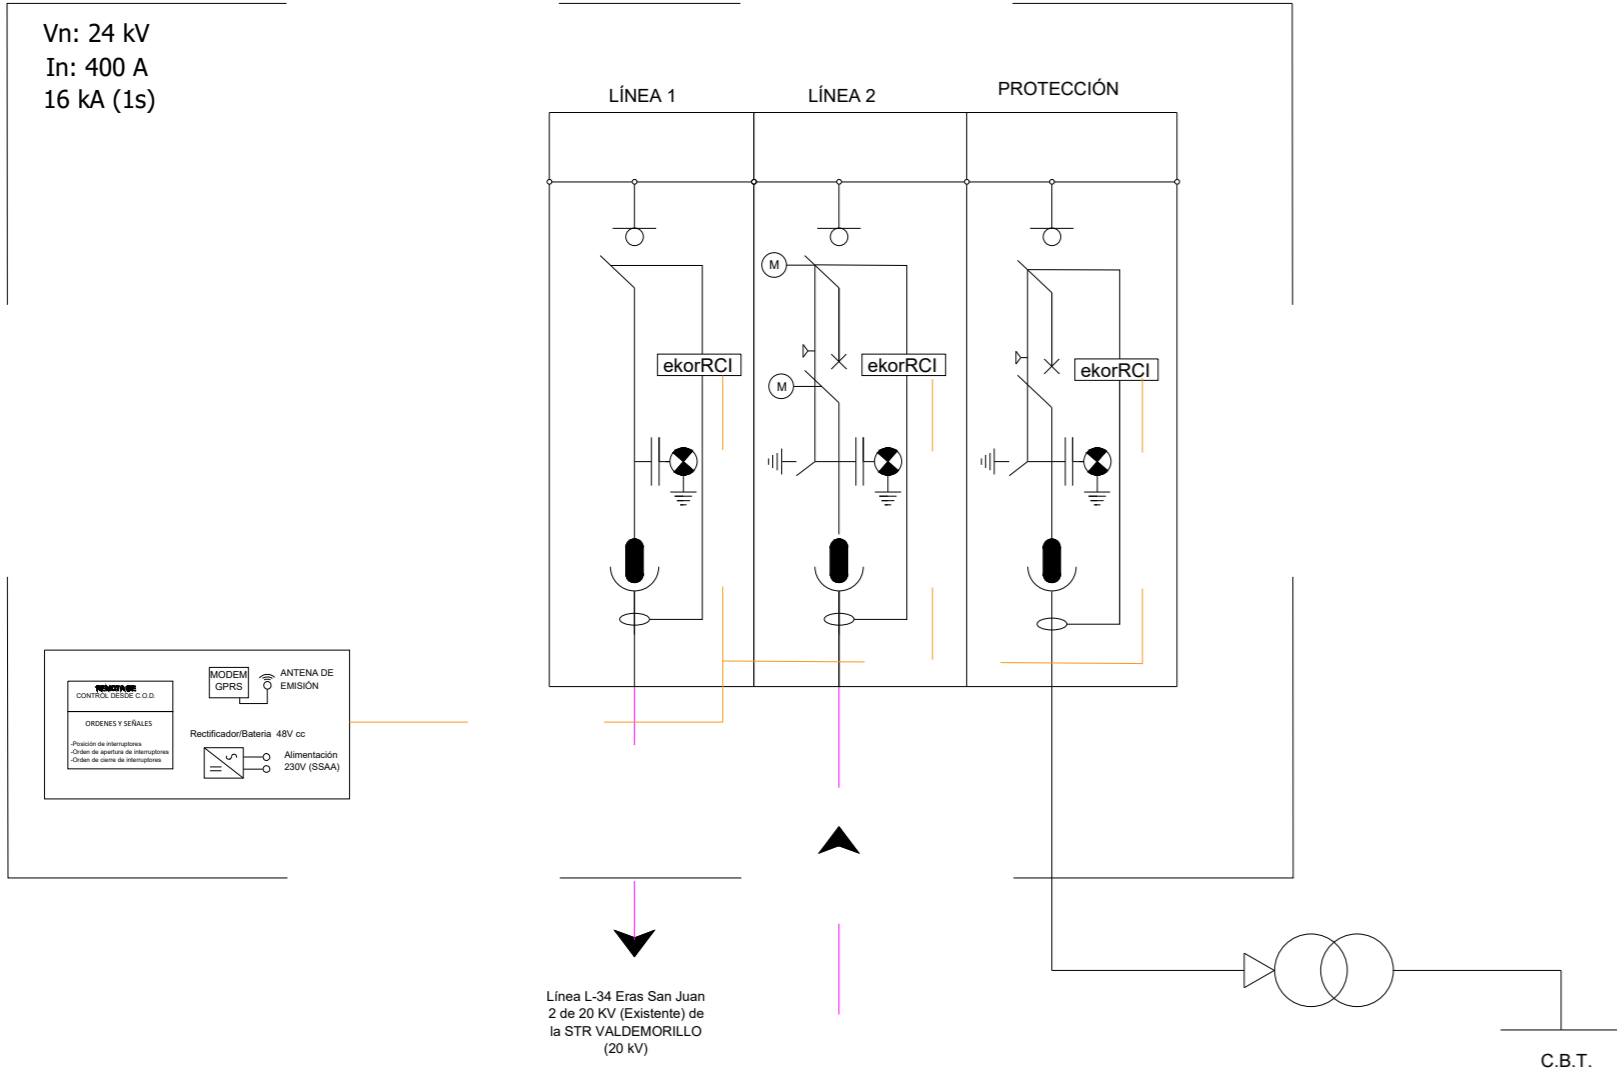 Vn: 24 kV
In: 400 A
16 kA (1s)
LÍNEA 1
LÍNEA 2
PROTECCIÓN
M
ekorRCI
ekorRCI
ekorRCI
M
MODEM
GPRS
ANTENA DE
EMISIÓN
CONTROL DESDE C.O.D.
ORDENES Y SEÑALES
-Posición de interruptores
-Orden de apertura de interruptores
-Orden de cierre de interruptores
Rectificador/Bateria 48V cc
Alimentación
230V (SSAA)
Línea L-34 Eras San Juan
2 de 20 KV (Existente) de
la STR VALDEMORILLO
(20 kV)
C.B.T.